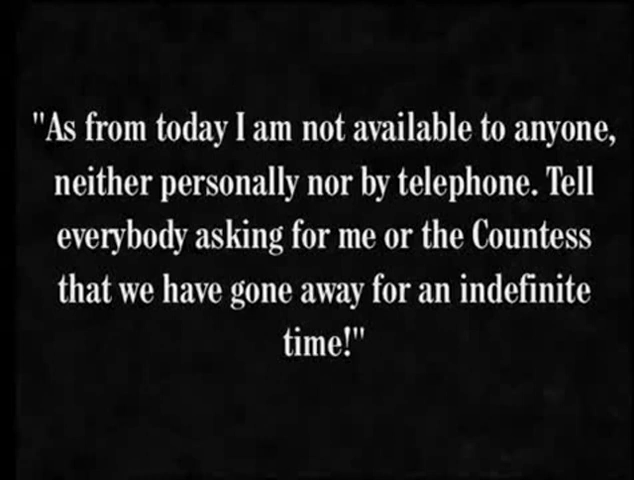 "As from today I am not available to anyone,
neither personally nor by telephone. Tell
everybody asking for me or the Countess
that we have gone away for an indefinite
time!"